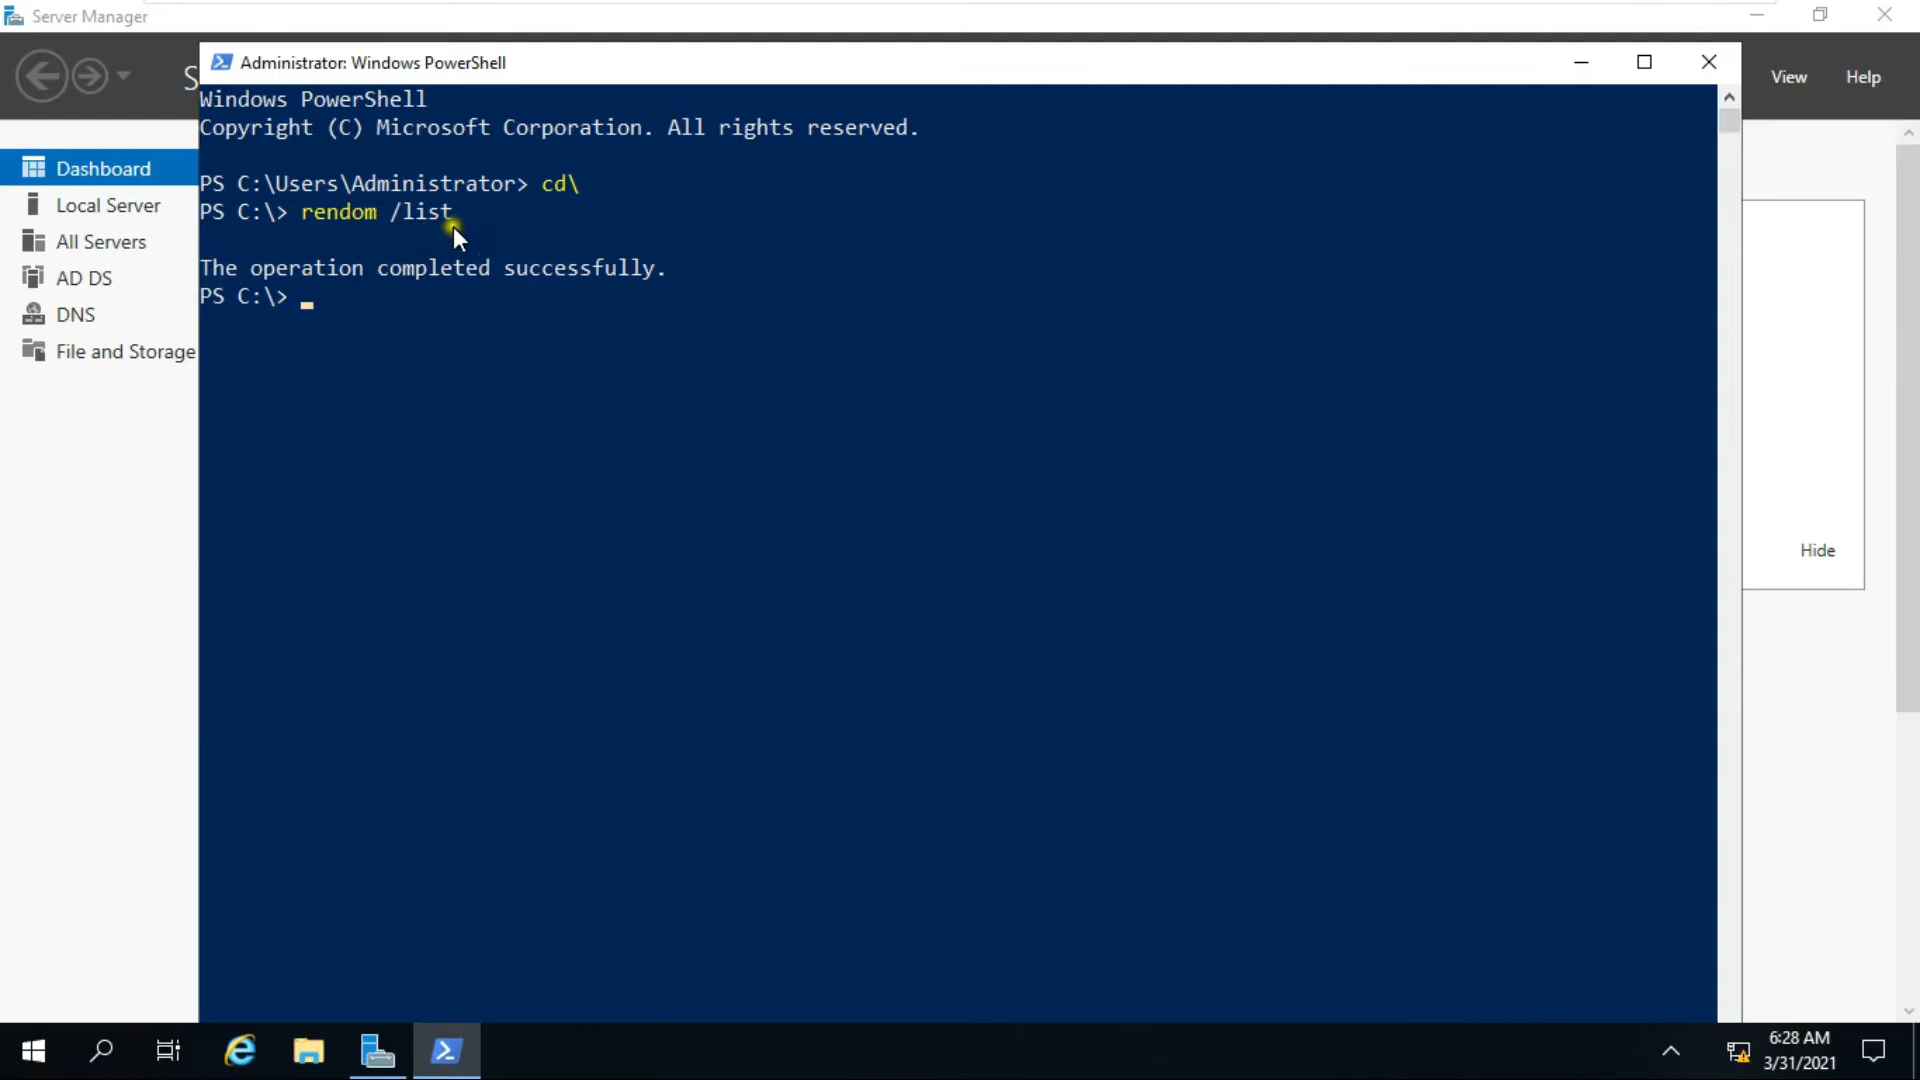 Server Manager
Administrator: Windows PowerShell
View
Help
Windows PowerShell
Copyright (C) Microsoft Corporation. All rights reserved.
PS C:\Users\Administrator> cd\
PS C:\> rendom /list
The operation completed successfully.
PS C:\>
Dashboard
Local Server
All Servers
AD DS
DNS
File and Storage
Hide
6:28 AM
3/31/2021